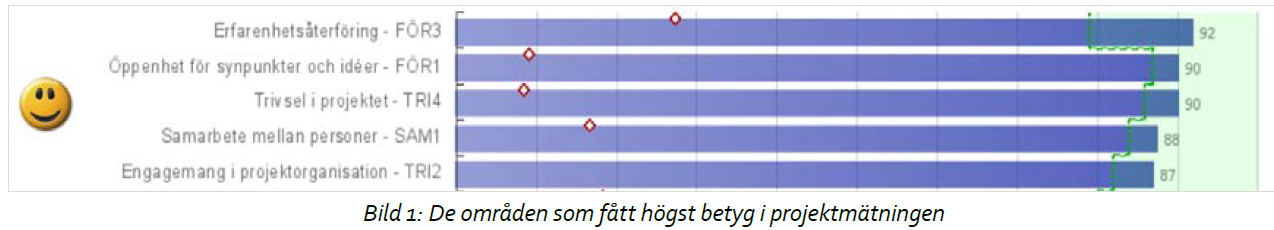 Erfarenhetsåterföring - FÖR3 92
Öppenhet för synpunkter och idéer - FÖR1 90
Trivsel i projektet - TRI4 90
Samarbete mellan personer - SAM1 88
Engagemang i projektorganisation - TRI2 87
Bild 1: De områden som fått högst betyg i projektmätningen